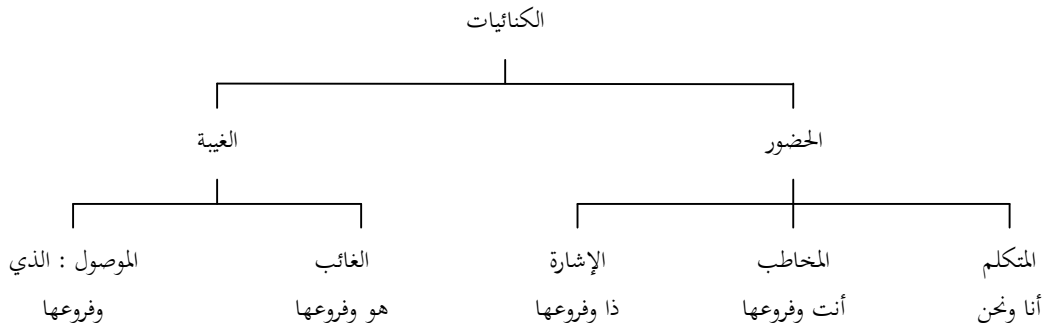 الكنائيات
الحضور
الغيبة
المتكلم
أنا ونحن
المخاطب
أنت وفروعها
الإشارة
ذا وفروعها
الغائب
هو وفروعها
الموصول : الذي
وفروعها